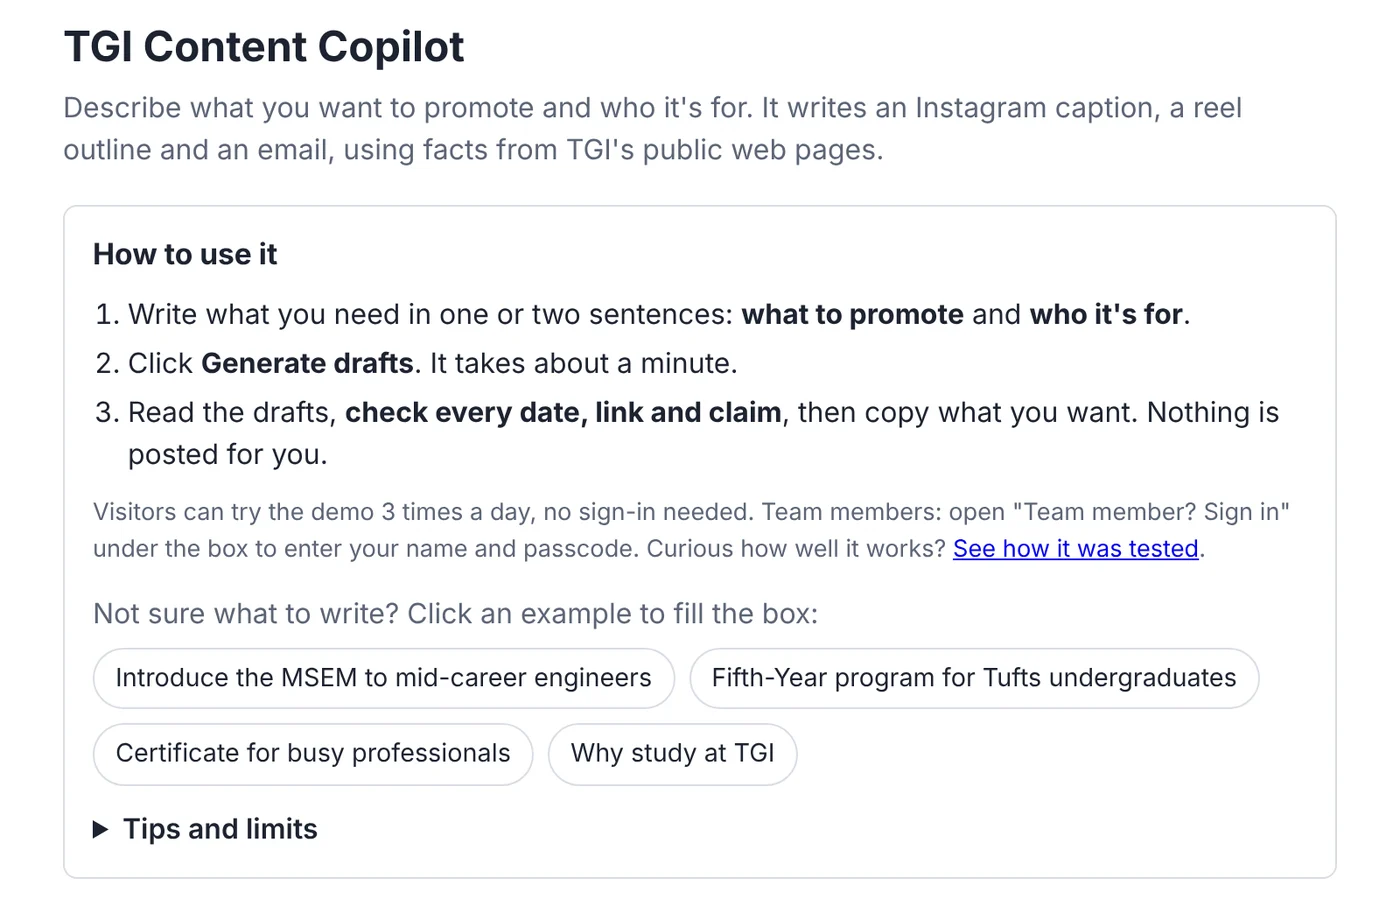 TGI Content Copilot
Describe what you want to promote and who it's for. It writes an Instagram caption, a reel
outline and an email, using facts from TGI's public web pages.
How to use it
1. Write what you need in one or two sentences: what to promote and who it's for.
2. Click Generate drafts. It takes about a minute.
3. Read the drafts, check every date, link and claim, then copy what you want. Nothing is
posted for you.
Visitors can try the demo 3 times a day, no sign-in needed. Team members: open "Team member? Sign in"
under the box to enter your name and passcode. Curious how well it works? See how it was tested.
Not sure what to write? Click an example to fill the box:
Introduce the MSEM to mid-career engineers
Fifth-Year program for Tufts undergraduates
Certificate for busy professionals
Why study at TGI
Tips and limits